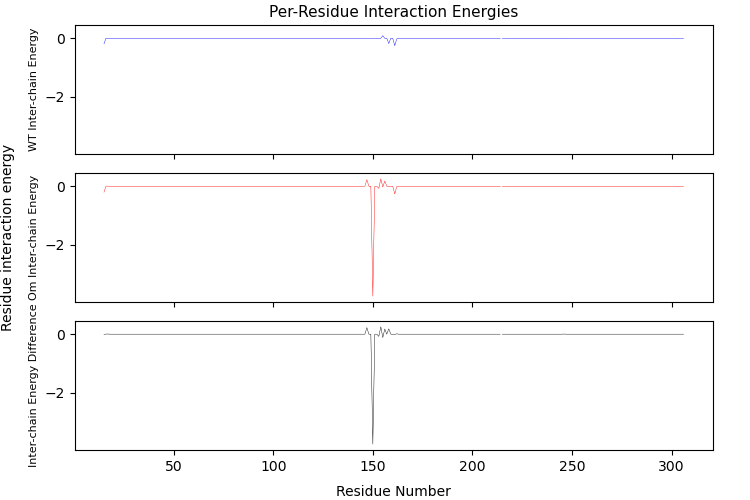 Per-Residue Interaction Energies
Residue interaction energy
WT Inter-chain Energy
0
−2
Om Inter-chain Energy
0
−2
Inter-chain Energy Difference
0
−2
50
100
150
200
250
300
Residue Number